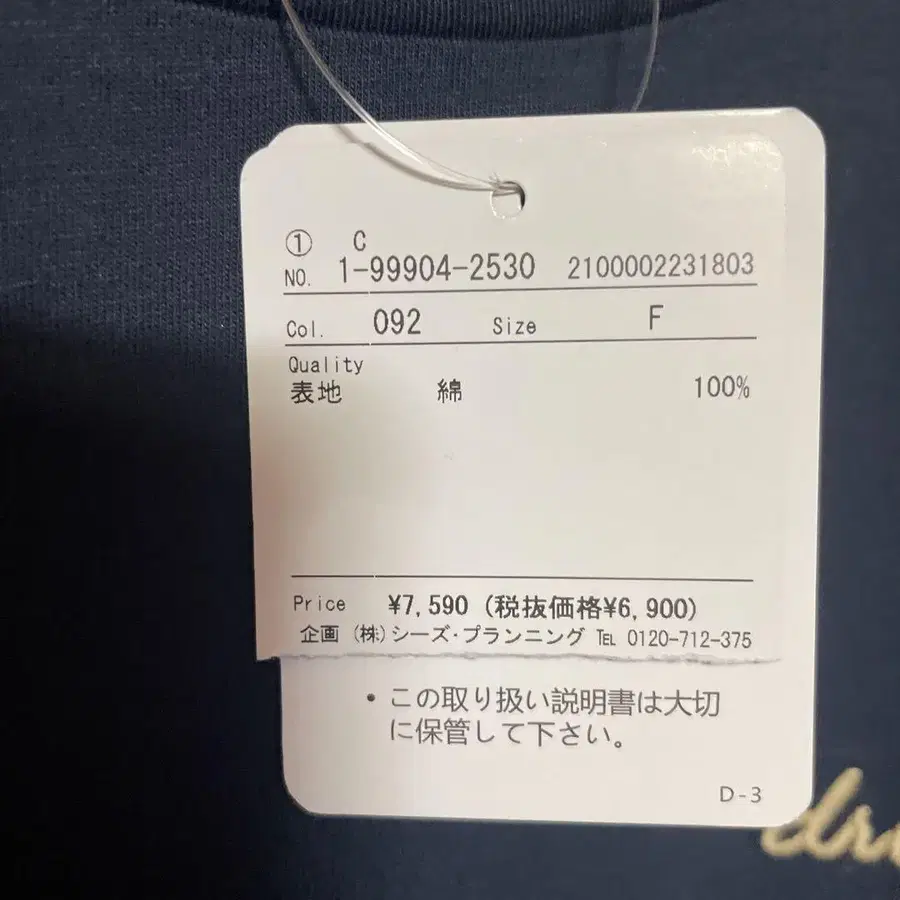 ① C
NO. 1-99904-2530 2100002231803
Col. 092 Size F
Quality
表地 綿 100%
Price ¥7,590 (税抜価格¥6,900)
企画 (株)シーズ・プランニング TEL 0120-712-375
・この取り扱い説明書は大切
に保管して下さい。
D-3